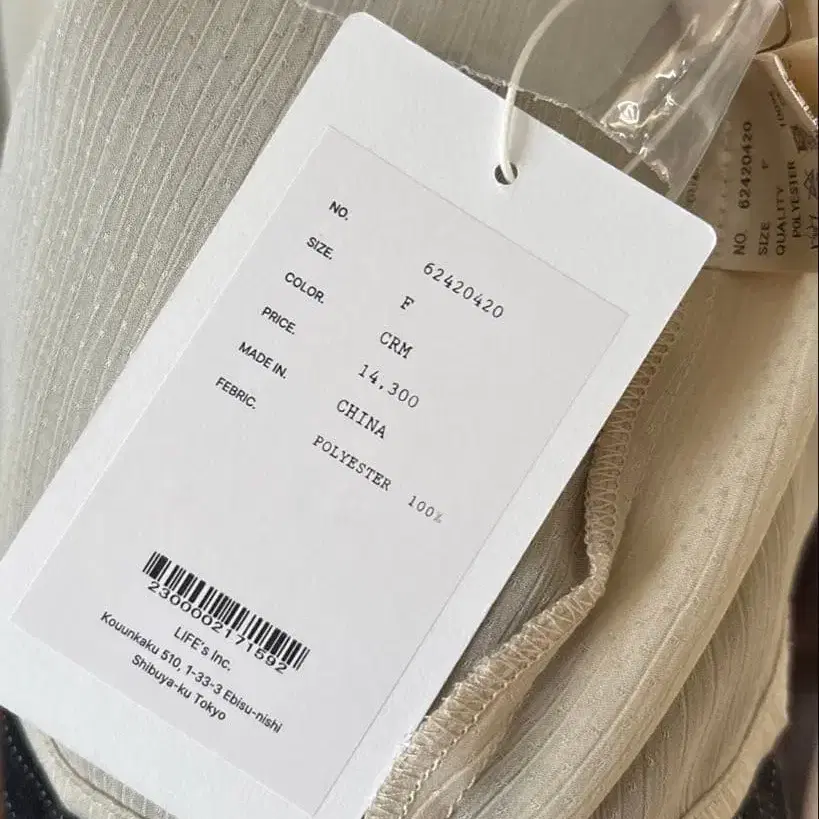 NO. 62420420
SIZE. F
COLOR. CRM
PRICE. 14,300
MADE IN. CHINA
FEBRIC. POLYESTER 100%
2300002171592
LIFE's Inc.
Kouunkaku 510, 1-33-3 Ebisu-nishi
Shibuya-ku Tokyo
NO. 62420420
SIZE F
QUALITY
POLYESTER